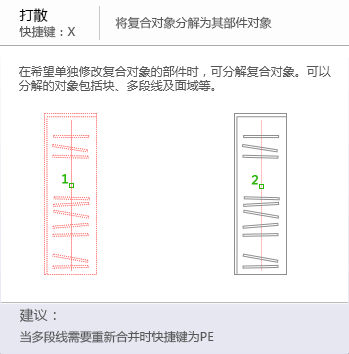 打散
快捷键：X
将复合对象分解为其部件对象
在希望单独修改复合对象的部件时，可分解复合对象。可以
分解的对象包括块、多段线及面域等。
1
2
建议：
当多段线需要重新合并时快捷键为PE